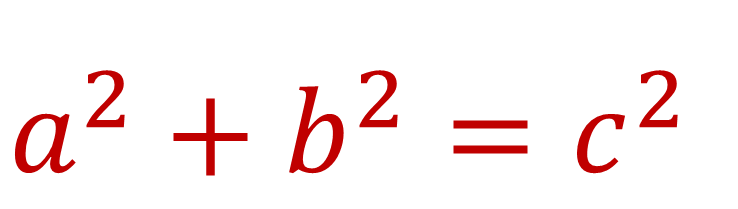 a² + b² = c²